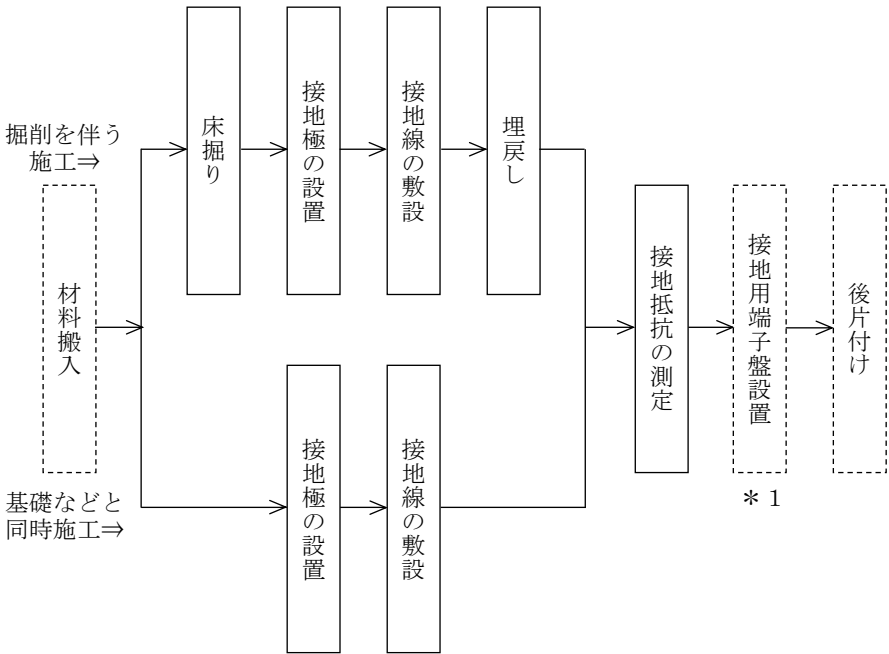 掘削を伴う
施工⇒
材料搬入
床掘り
接地極の設置
接地線の敷設
埋戻し
基礎などと
同時施工⇒
接地極の設置
接地線の敷設
接地抵抗の測定
接地用端子盤設置
＊1
後片付け